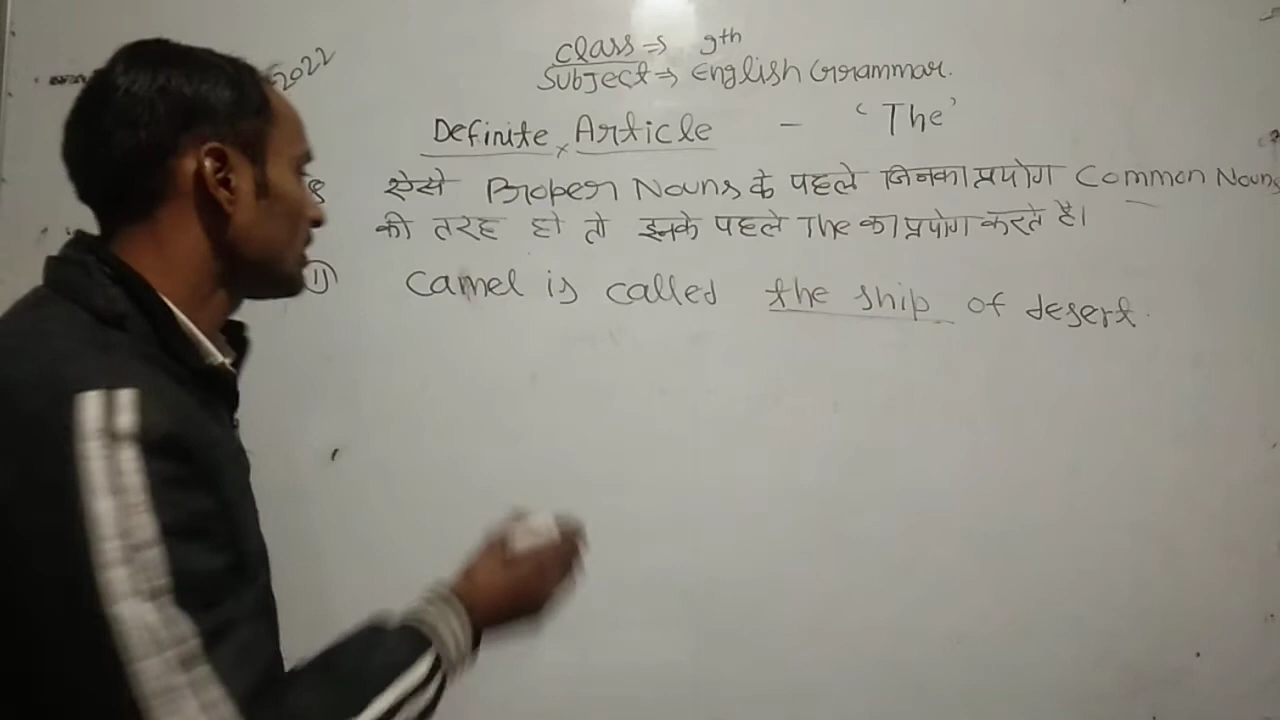 2022
Class ⇒ 9th
Subject ⇒ English Grammar.
Definite Article - 'The'
ऐसे Proper Nouns के पहले जिनका प्रयोग Common Nouns
की तरह हो तो इनके पहले The का प्रयोग करते है।
Camel is called the ship of desert.